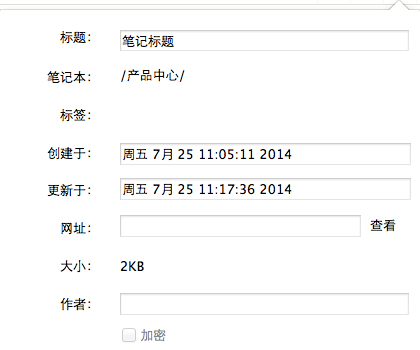 标题： 笔记标题
笔记本： /产品中心/
标签：
创建于： 周五 7月 25 11:05:11 2014
更新于： 周五 7月 25 11:17:36 2014
网址： 查看
大小： 2KB
作者：
加密